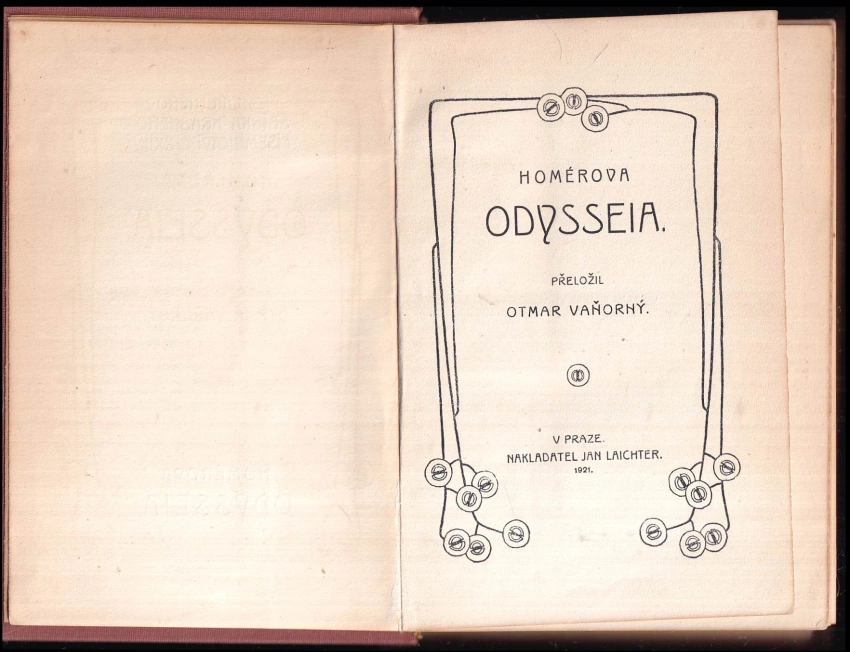 HOMÉROVA
ODYSSEIA.
PŘELOŽIL
OTMAR VAŇORNÝ.
V PRAZE.
NAKLADATEL JAN LAICHTER.
1921.